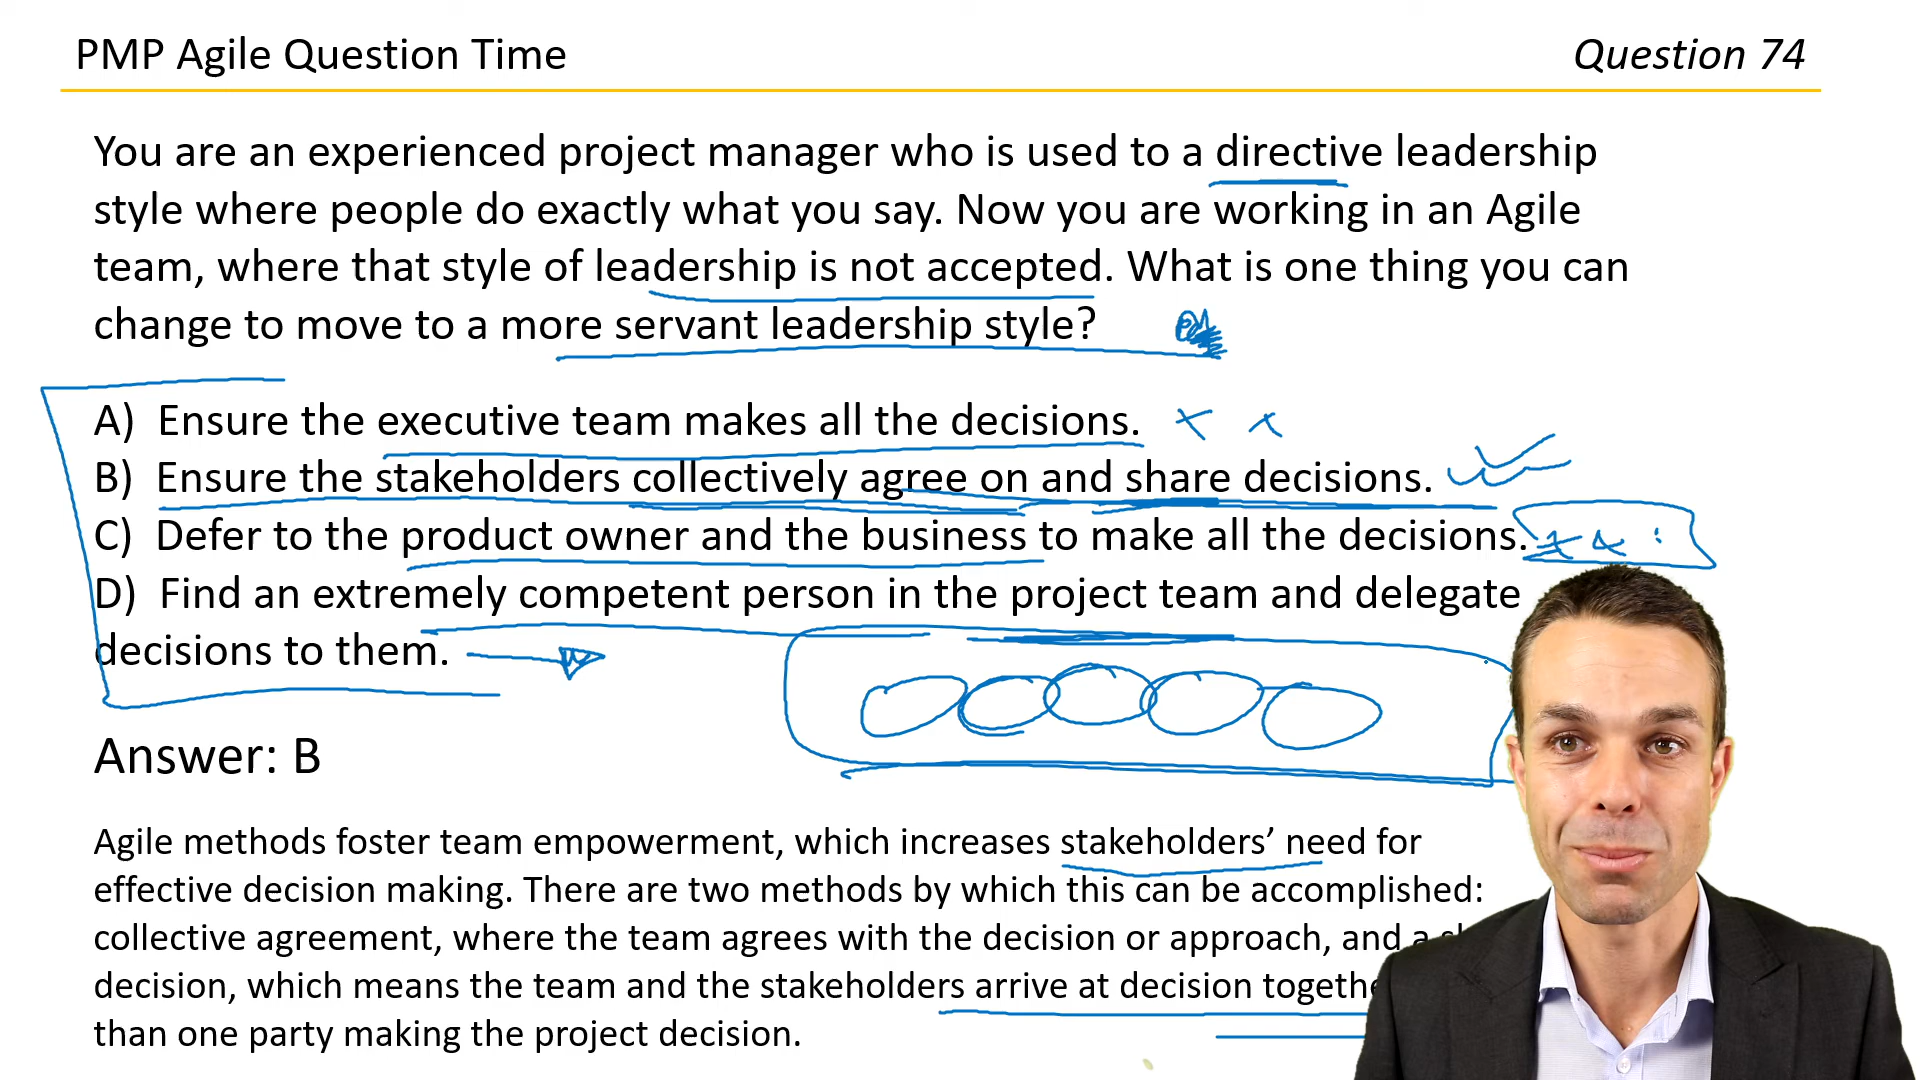 PMP Agile Question Time
Question 74
You are an experienced project manager who is used to a directive leadership
style where people do exactly what you say. Now you are working in an Agile
team, where that style of leadership is not accepted. What is one thing you can
change to move to a more servant leadership style?
A) Ensure the executive team makes all the decisions.
B) Ensure the stakeholders collectively agree on and share decisions.
C) Defer to the product owner and the business to make all the decisions.
D) Find an extremely competent person in the project team and delegate
decisions to them.
Answer: B
Agile methods foster team empowerment, which increases stakeholders’ need for
effective decision making. There are two methods by which this can be accomplished:
collective agreement, where the team agrees with the decision or approach, and a
decision, which means the team and the stakeholders arrive at decision
than one party making the project decision.